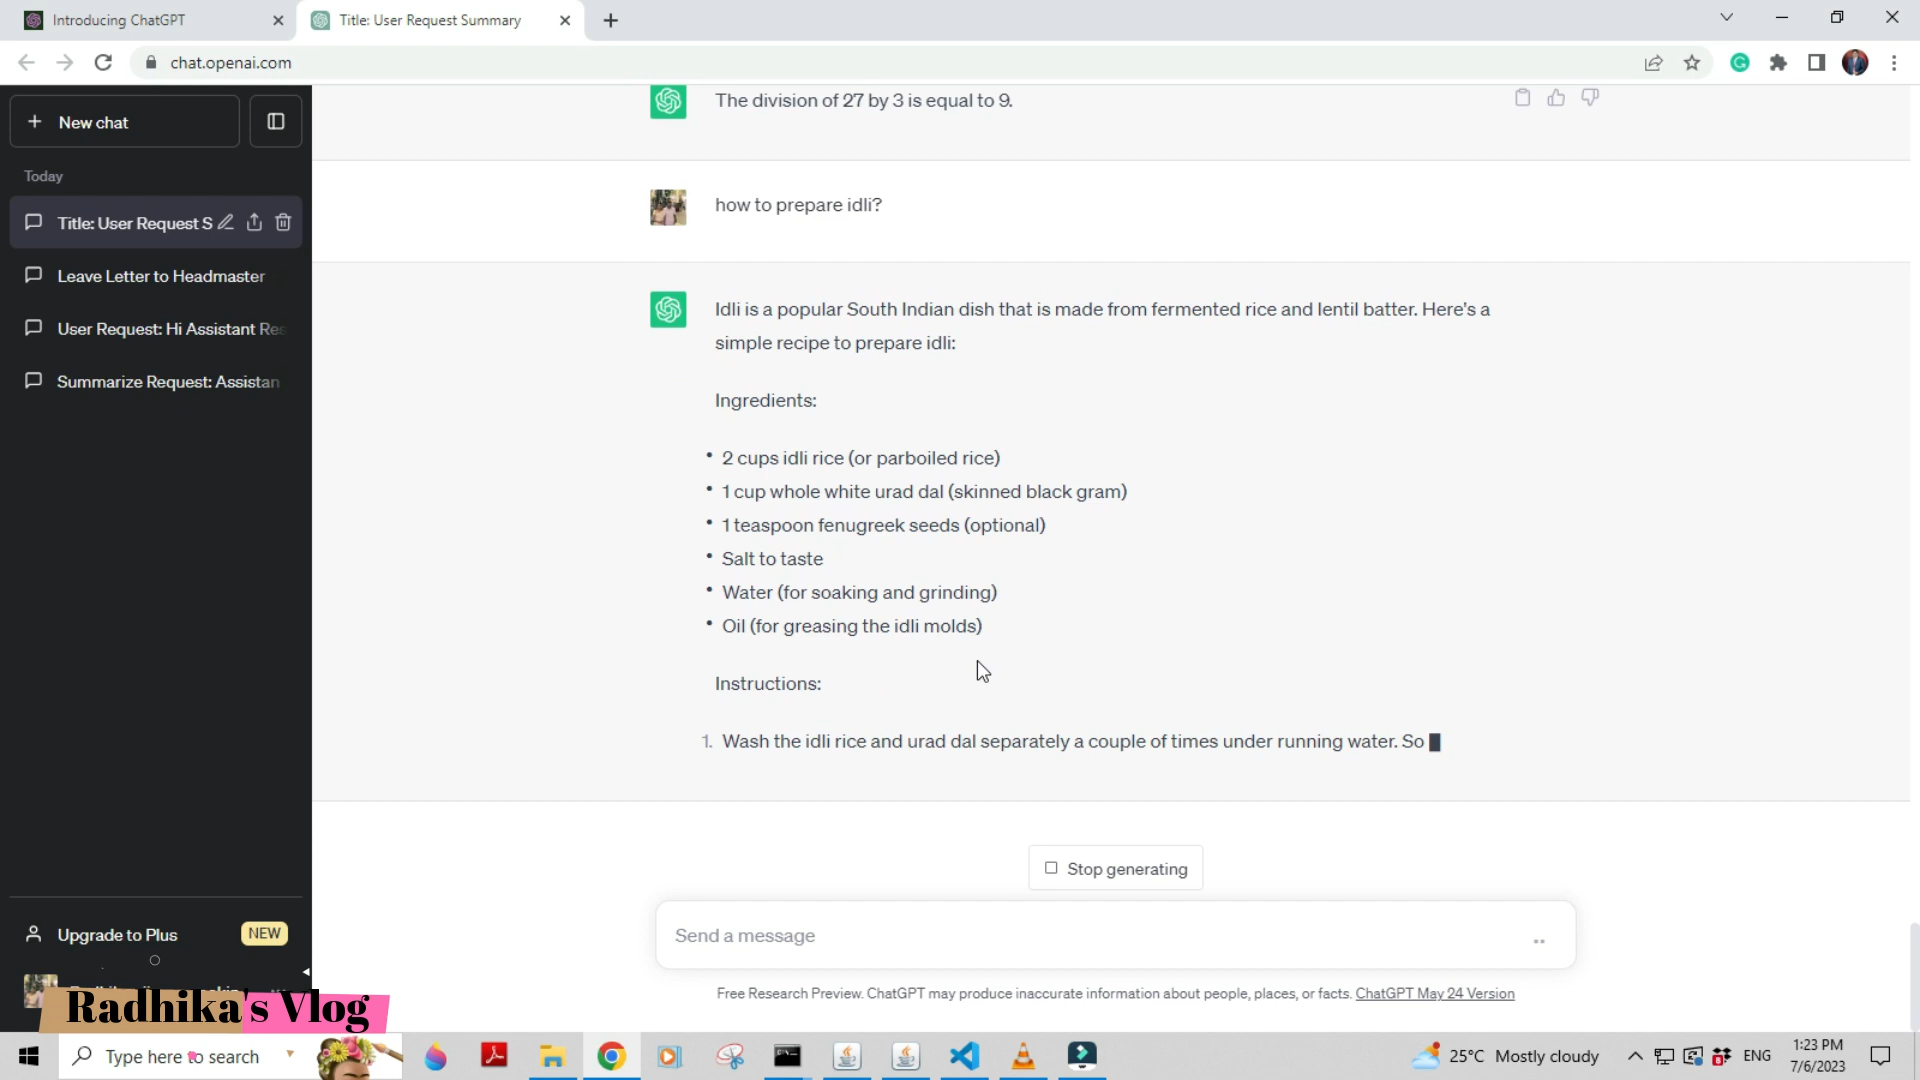 Introducing ChatGPT
Title: User Request Summary
chat.openai.com
New chat
Today
Title: User Request S
Leave Letter to Headmaster
User Request: Hi Assistant Res
Summarize Request: Assistan
Upgrade to Plus
NEW
Radhika's Vlog
The division of 27 by 3 is equal to 9.
how to prepare idli?
Idli is a popular South Indian dish that is made from fermented rice and lentil batter. Here's a
simple recipe to prepare idli:
Ingredients:
• 2 cups idli rice (or parboiled rice)
• 1 cup whole white urad dal (skinned black gram)
• 1 teaspoon fenugreek seeds (optional)
• Salt to taste
• Water (for soaking and grinding)
• Oil (for greasing the idli molds)
Instructions:
1. Wash the idli rice and urad dal separately a couple of times under running water. So
Stop generating
Send a message
Free Research Preview. ChatGPT may produce inaccurate information about people, places, or facts. ChatGPT May 24 Version
Type here to search
25°C Mostly cloudy
ENG
1:23 PM
7/6/2023